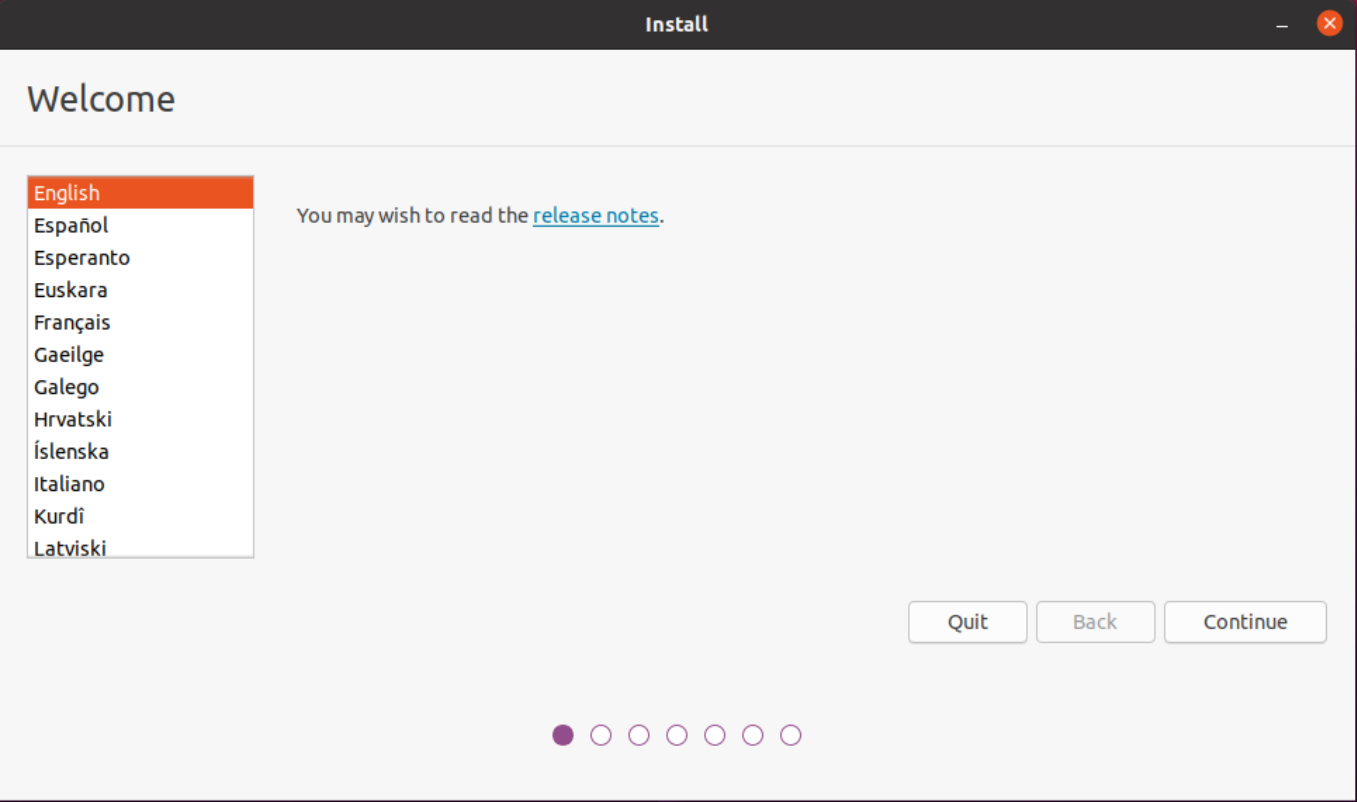 Install
Welcome
English
Español
Esperanto
Euskara
Français
Gaeilge
Galego
Hrvatski
Íslenska
Italiano
Kurdî
Latviski
You may wish to read the release notes.
Quit
Back
Continue